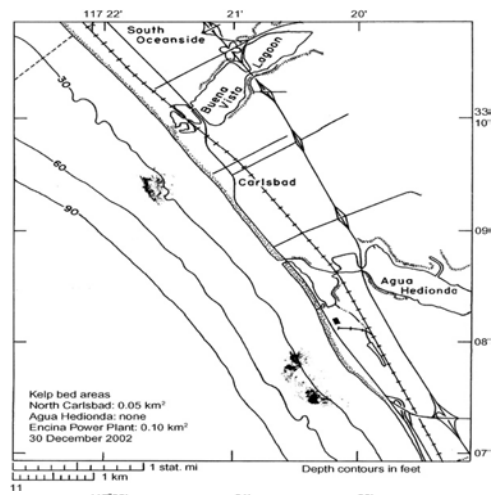 117 22' 21' 20'
South
Oceanside
Buena
Vista
Lagoon
30
33
10'
60
Carlsbad
90
09'
Agua
Hedionda
08'
Kelp bed areas
North Carlsbad: 0.05 km²
Agua Hedionda: none
Encina Power Plant: 0.10 km²
30 December 2002
07'
1 stat. mi
Depth contours in feet
1 km
11